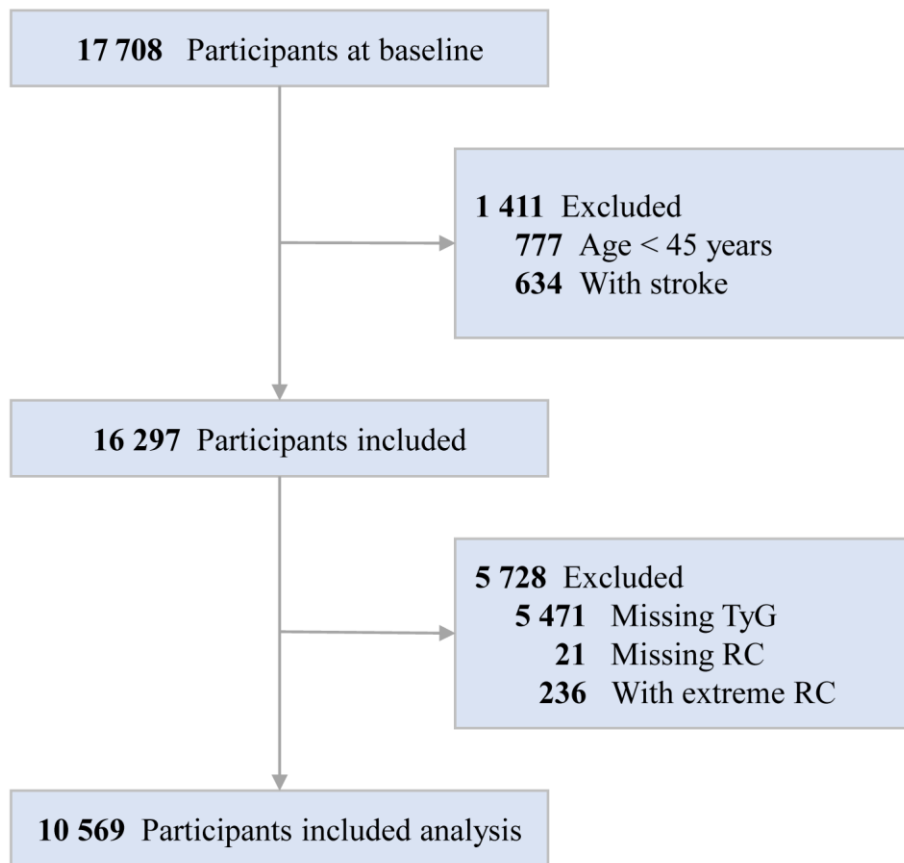 17 708 Participants at baseline
1 411 Excluded
777 Age < 45 years
634 With stroke
16 297 Participants included
5 728 Excluded
5 471 Missing TyG
21 Missing RC
236 With extreme RC
10 569 Participants included analysis